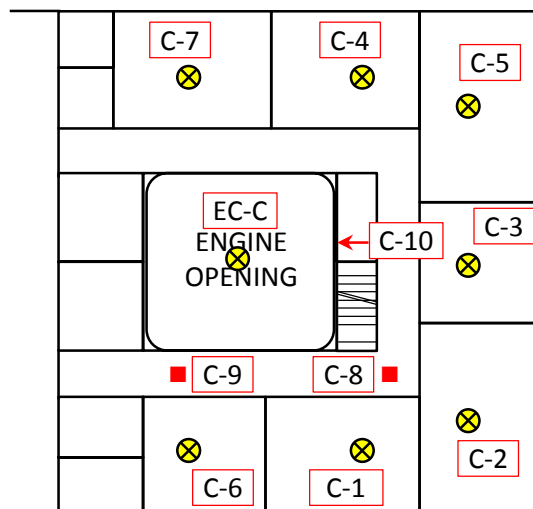 C-7
C-4
C-5
EC-C
ENGINE
OPENING
C-10
C-3
C-9
C-8
C-6
C-1
C-2